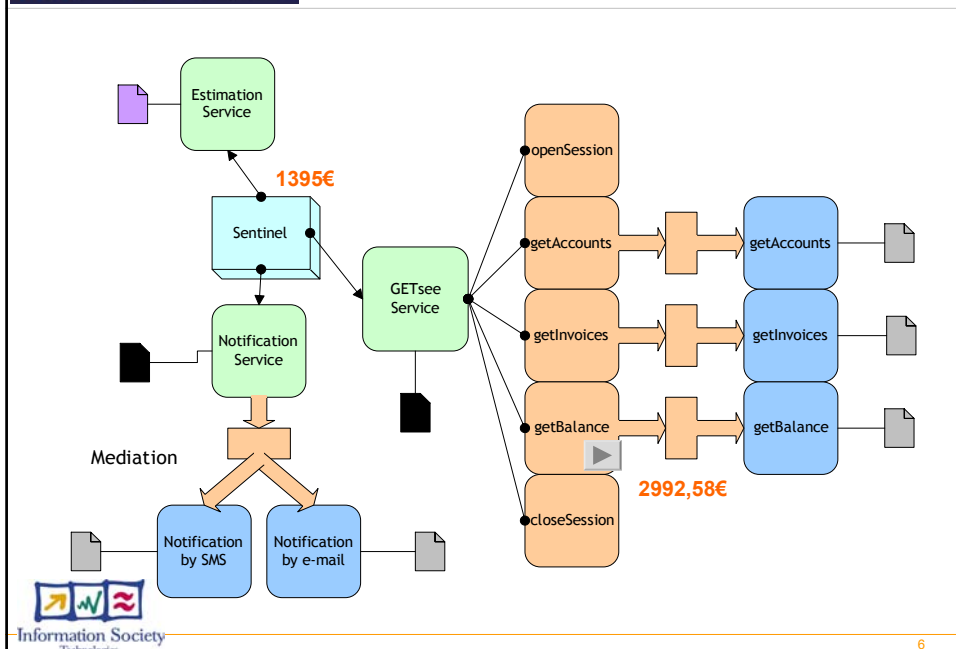 Estimation
Service
1395€
Sentinel
Notification
Service
Mediation
Notification
by SMS
Notification
by e-mail
GETsee
Service
openSession
getAccounts
getInvoices
getBalance
2992,58€
closeSession
getAccounts
getInvoices
getBalance
Information Society
6